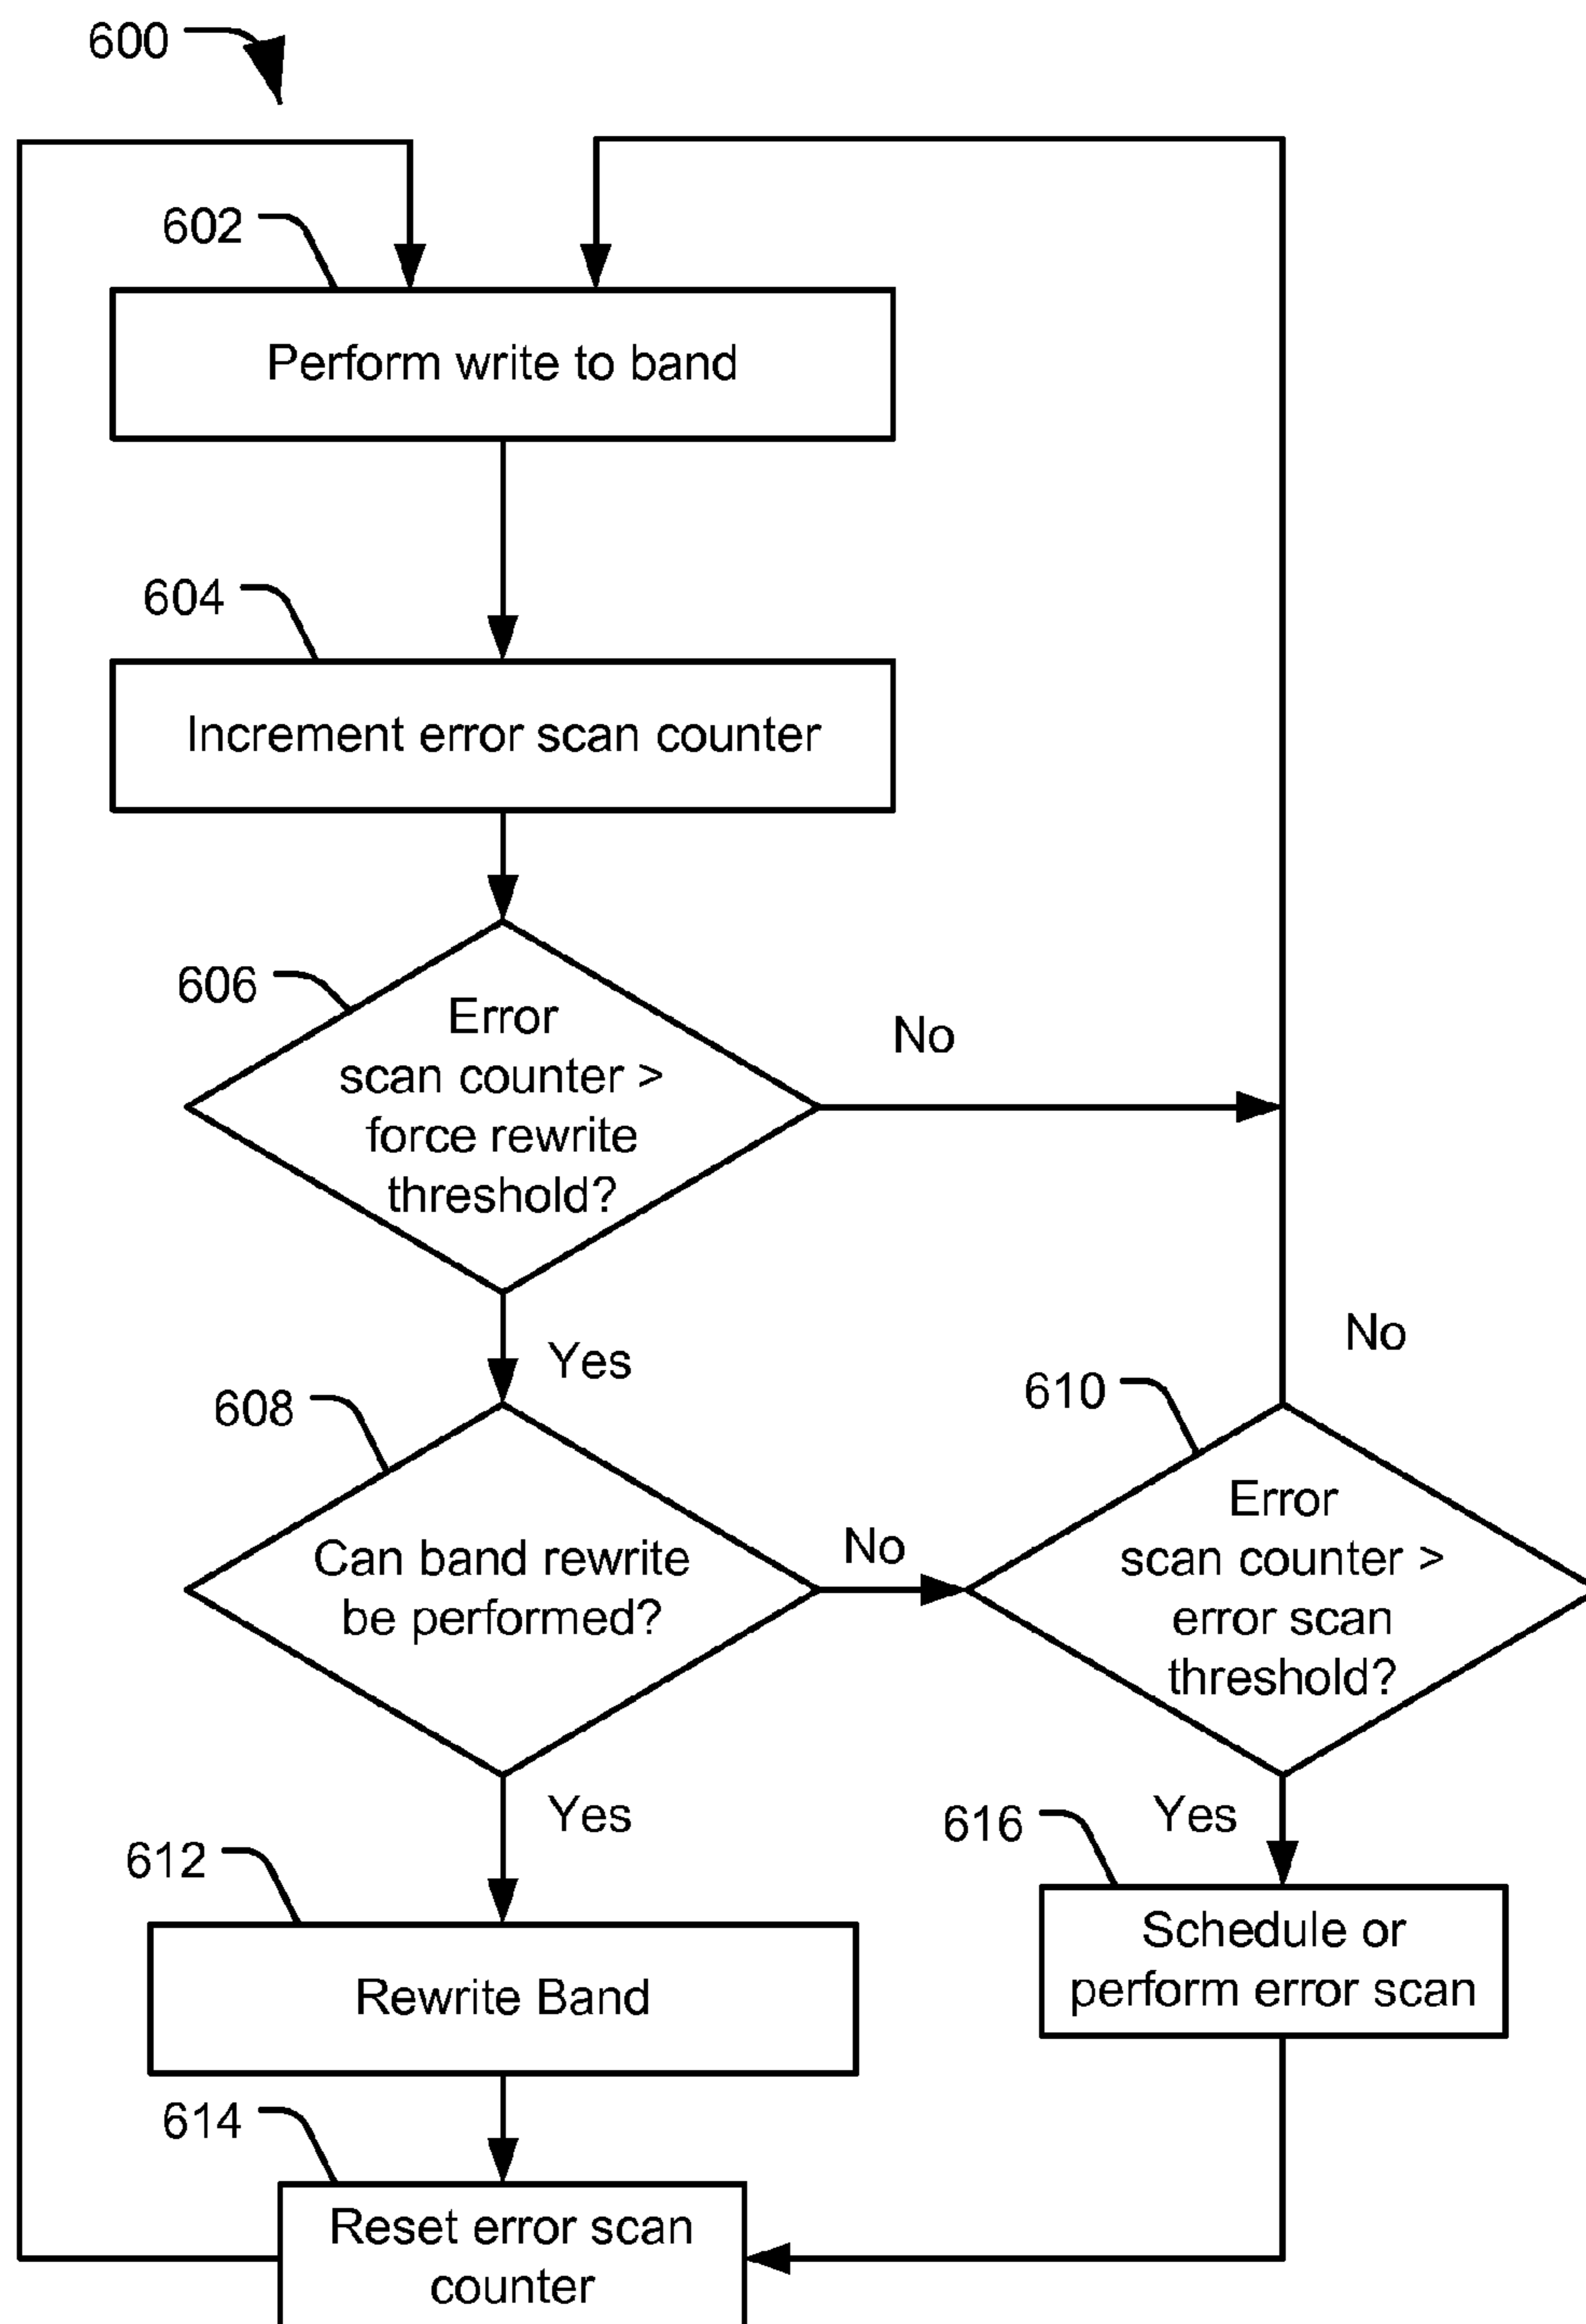 600
602
Perform write to band
604
Increment error scan counter
606
Error
scan counter >
force rewrite
threshold?
No
Yes
No
608
Can band rewrite
be performed?
No
610
Error
scan counter >
error scan
threshold?
Yes
Yes
612
Rewrite Band
616
Schedule or
perform error scan
614
Reset error scan
counter